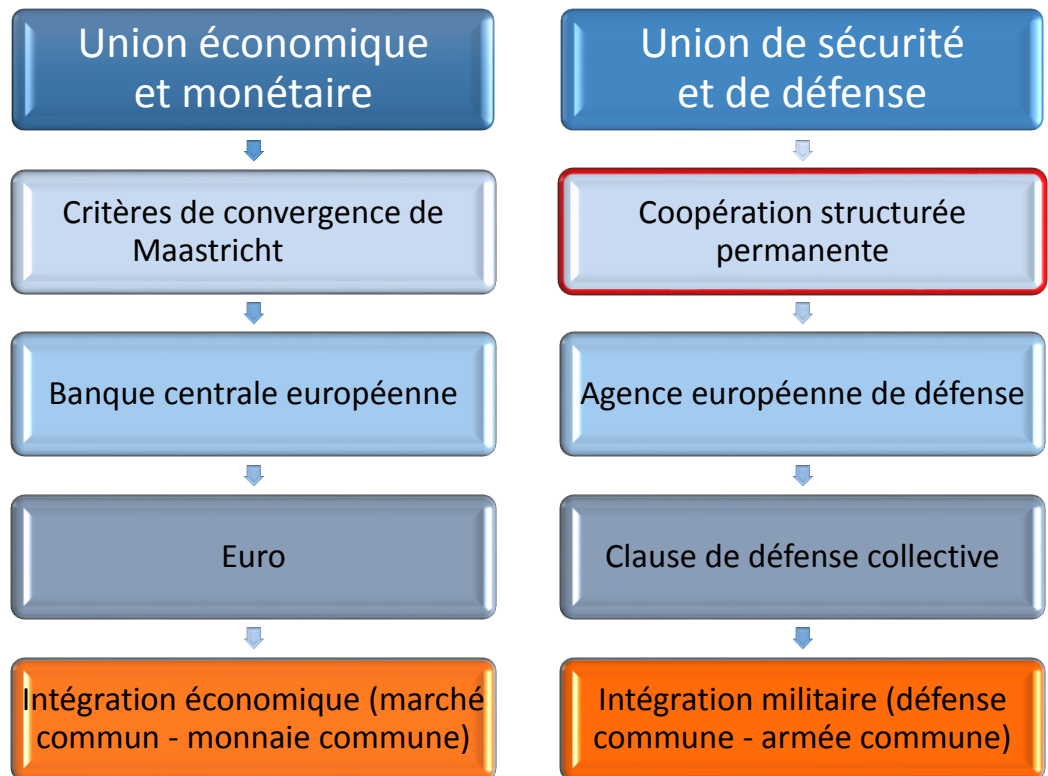 Union économique
et monétaire
Critères de convergence de
Maastricht
Banque centrale européenne
Euro
Intégration économique (marché
commun - monnaie commune)
Union de sécurité
et de défense
Coopération structurée
permanente
Agence européenne de défense
Clause de défense collective
Intégration militaire (défense
commune - armée commune)